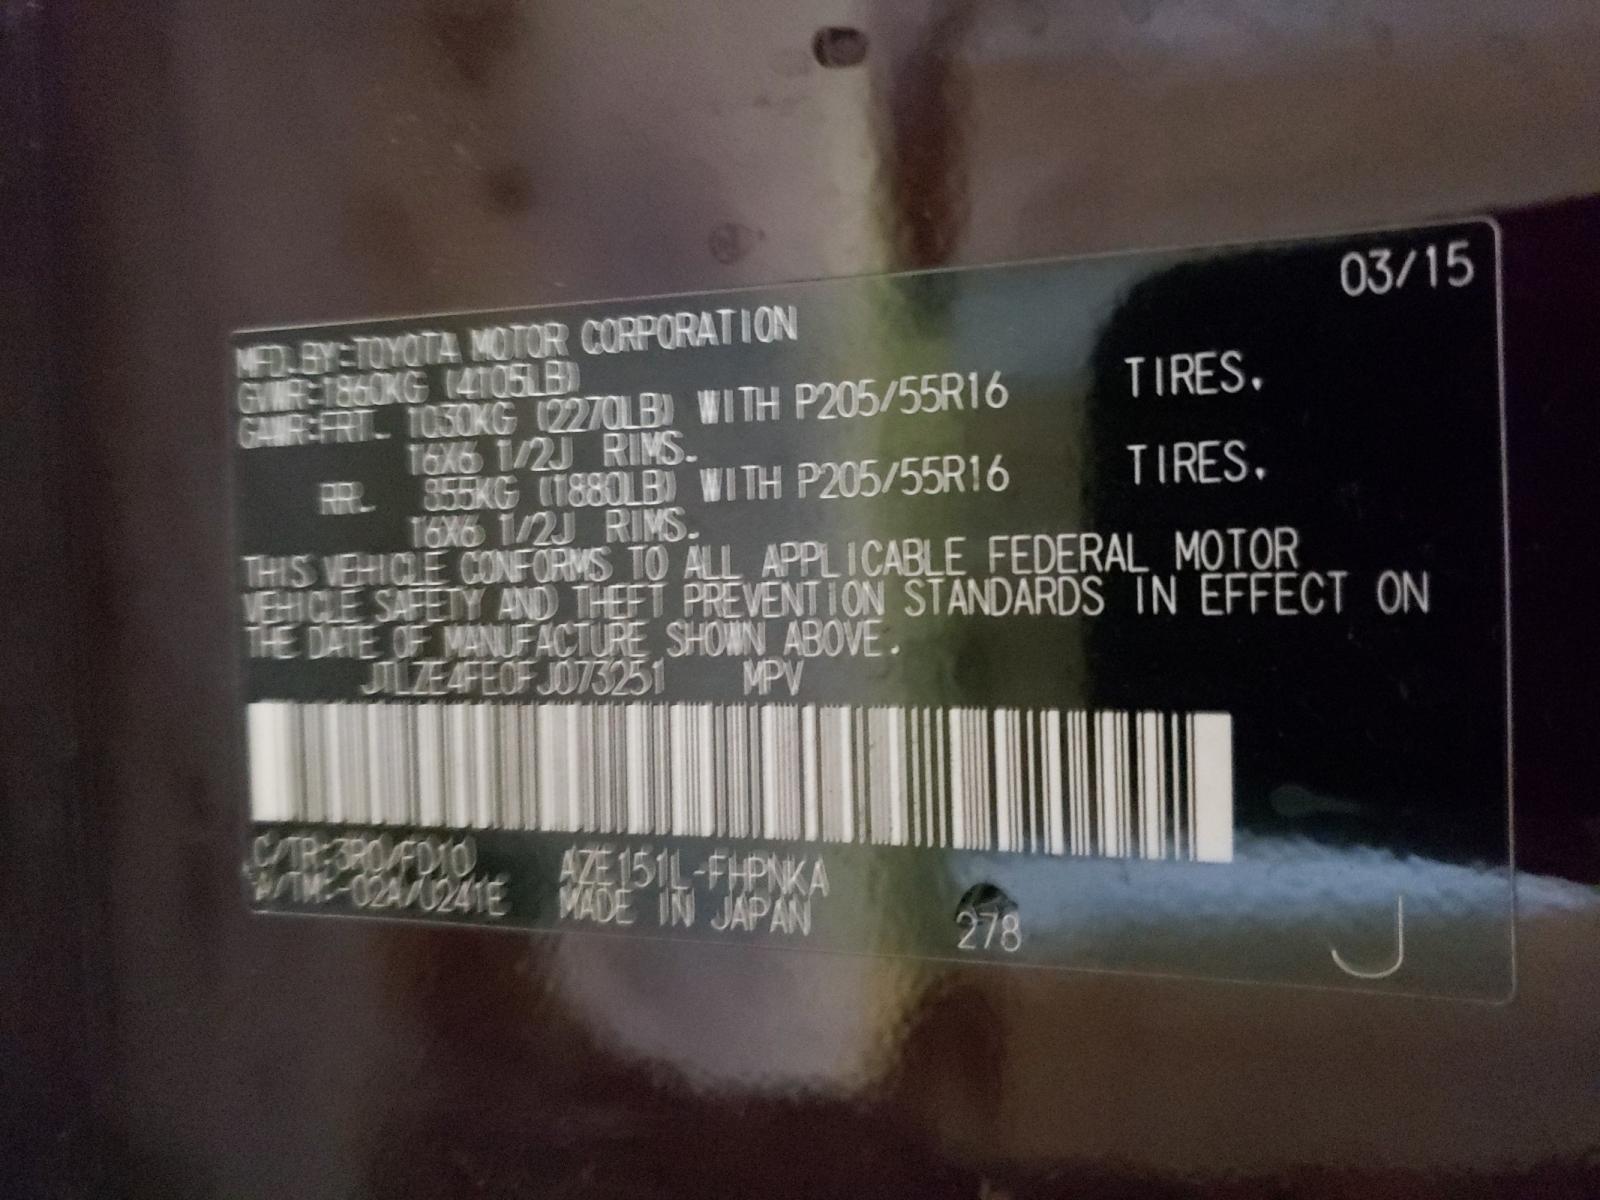 03/15
MFD.BY:TOYOTA MOTOR CORPORATION
GVWR:1860KG (4105LB)
GAWR:FRT. 1030KG (2270LB) WITH P205/55R16 TIRES.
16X6 1/2J RIMS.
RR. 855KG (1880LB) WITH P205/55R16 TIRES.
16X6 1/2J RIMS.
THIS VEHICLE CONFORMS TO ALL APPLICABLE FEDERAL MOTOR
VEHICLE SAFETY AND THEFT PREVENTION STANDARDS IN EFFECT ON
THE DATE OF MANUFACTURE SHOWN ABOVE.
JTLZE4FE0FJ073251 MPV
C/TR:3R0/FD10 AZE151L-FHPNKA
A/TM:-02A/U241E MADE IN JAPAN
278
J